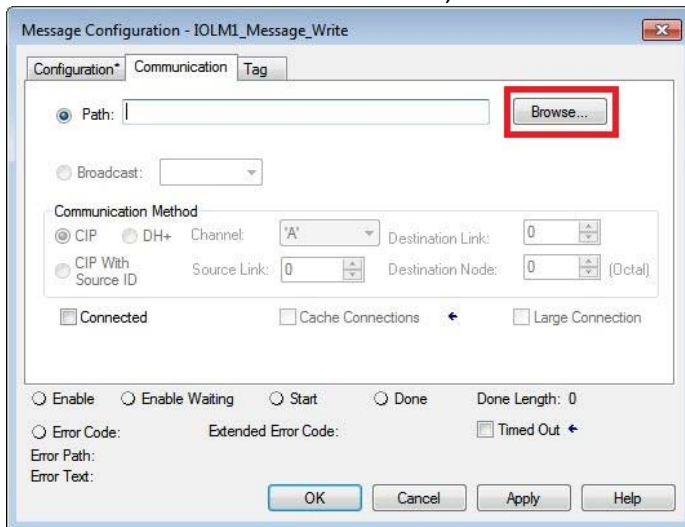 Message Configuration - IOLM1_Message_Write
Configuration* Communication Tag
Path: Browse...
Broadcast:
Communication Method
CIP DH+ Channel: 'A' Destination Link: 0
CIP With Source ID Source Link: 0 Destination Node: 0 (Octal)
Connected Cache Connections Large Connection
Enable Enable Waiting Start Done Done Length: 0
Error Code: Extended Error Code: Timed Out
Error Path:
Error Text:
OK Cancel Apply Help